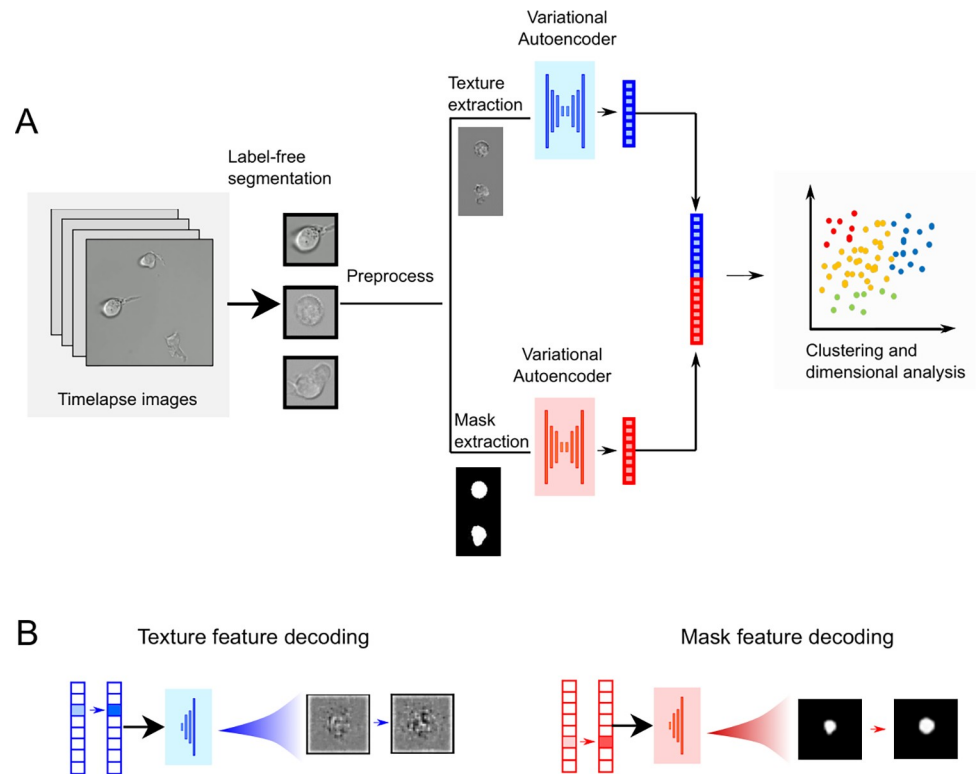 A
Timelapse images
Label-free
segmentation
Preprocess
Texture
extraction
Variational
Autoencoder
Mask
extraction
Variational
Autoencoder
Clustering and
dimensional analysis
B
Texture feature decoding
Mask feature decoding